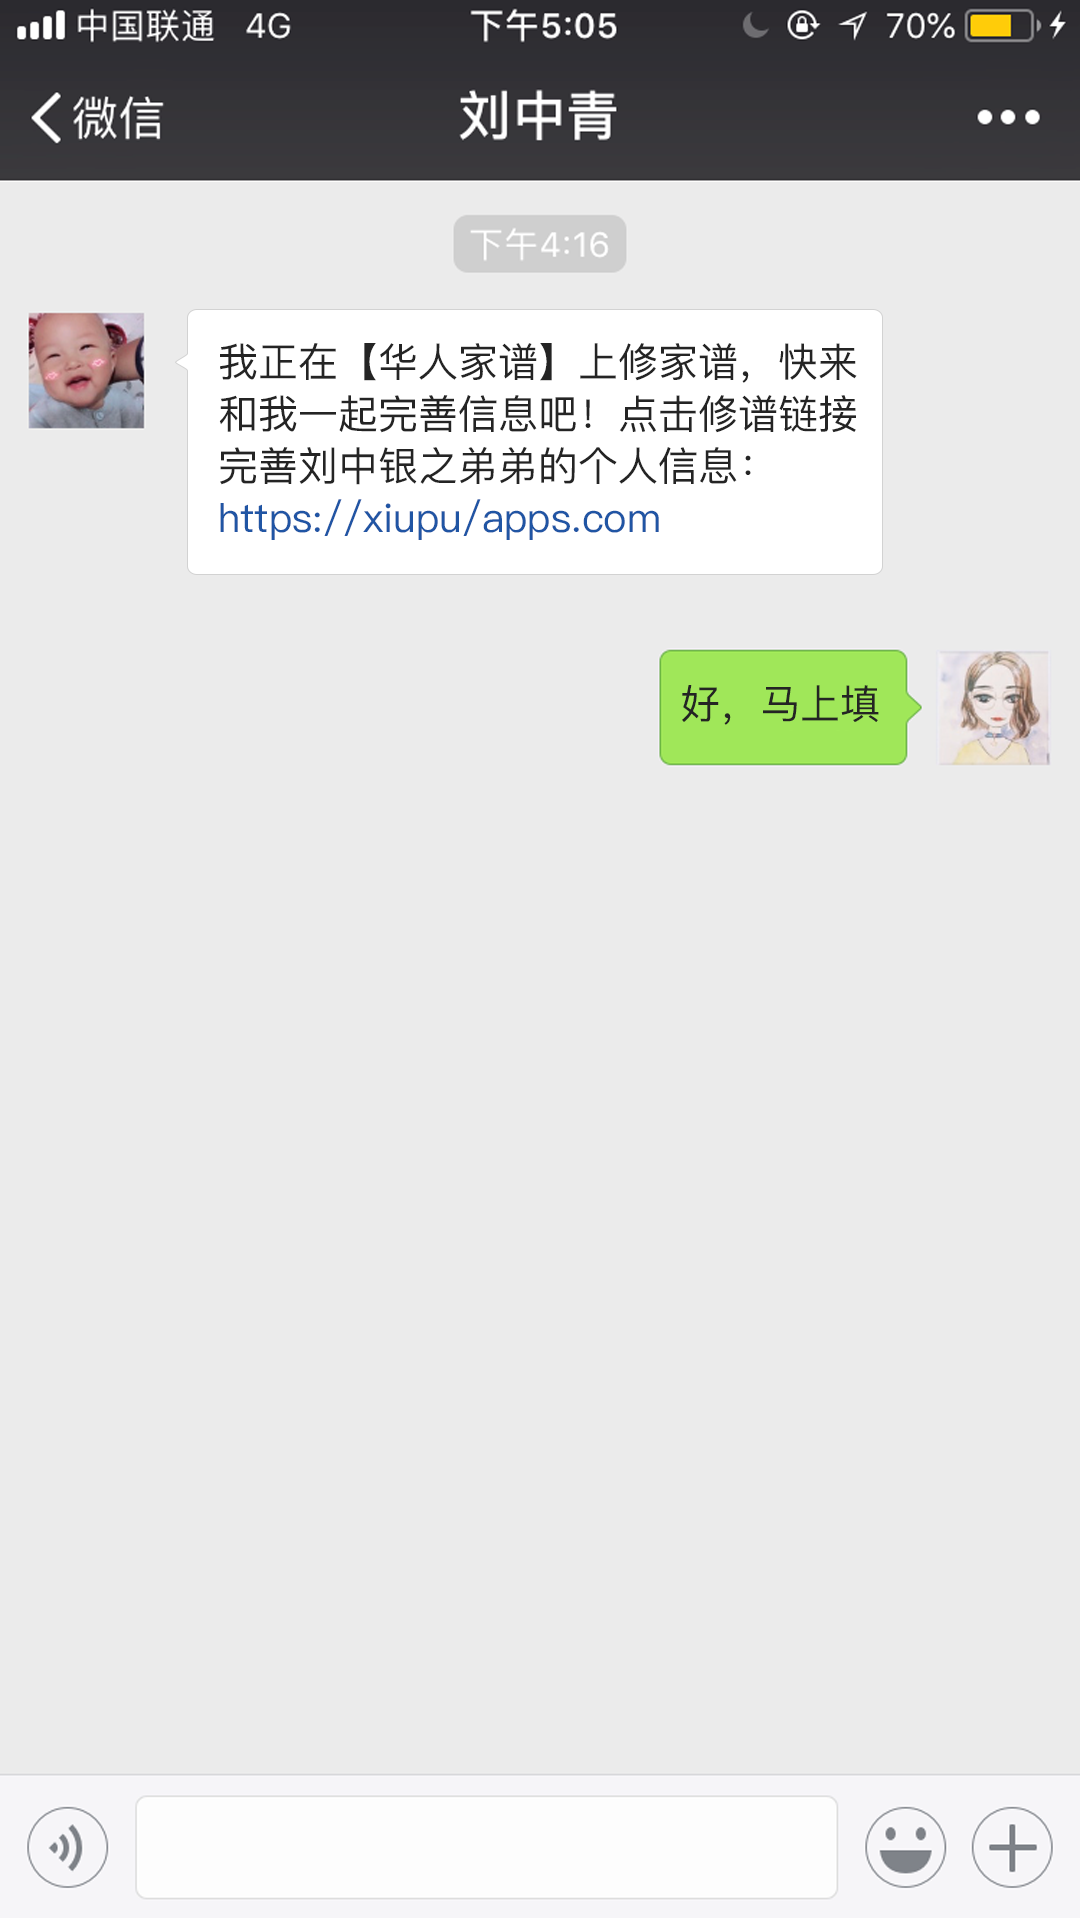 中国联通 4G 下午5:05 70%
微信 刘中青
下午4:16
我正在【华人家谱】上修家谱，快来
和我一起完善信息吧！点击修谱链接
完善刘中银之弟弟的个人信息：
https://xiupu/apps.com
好，马上填